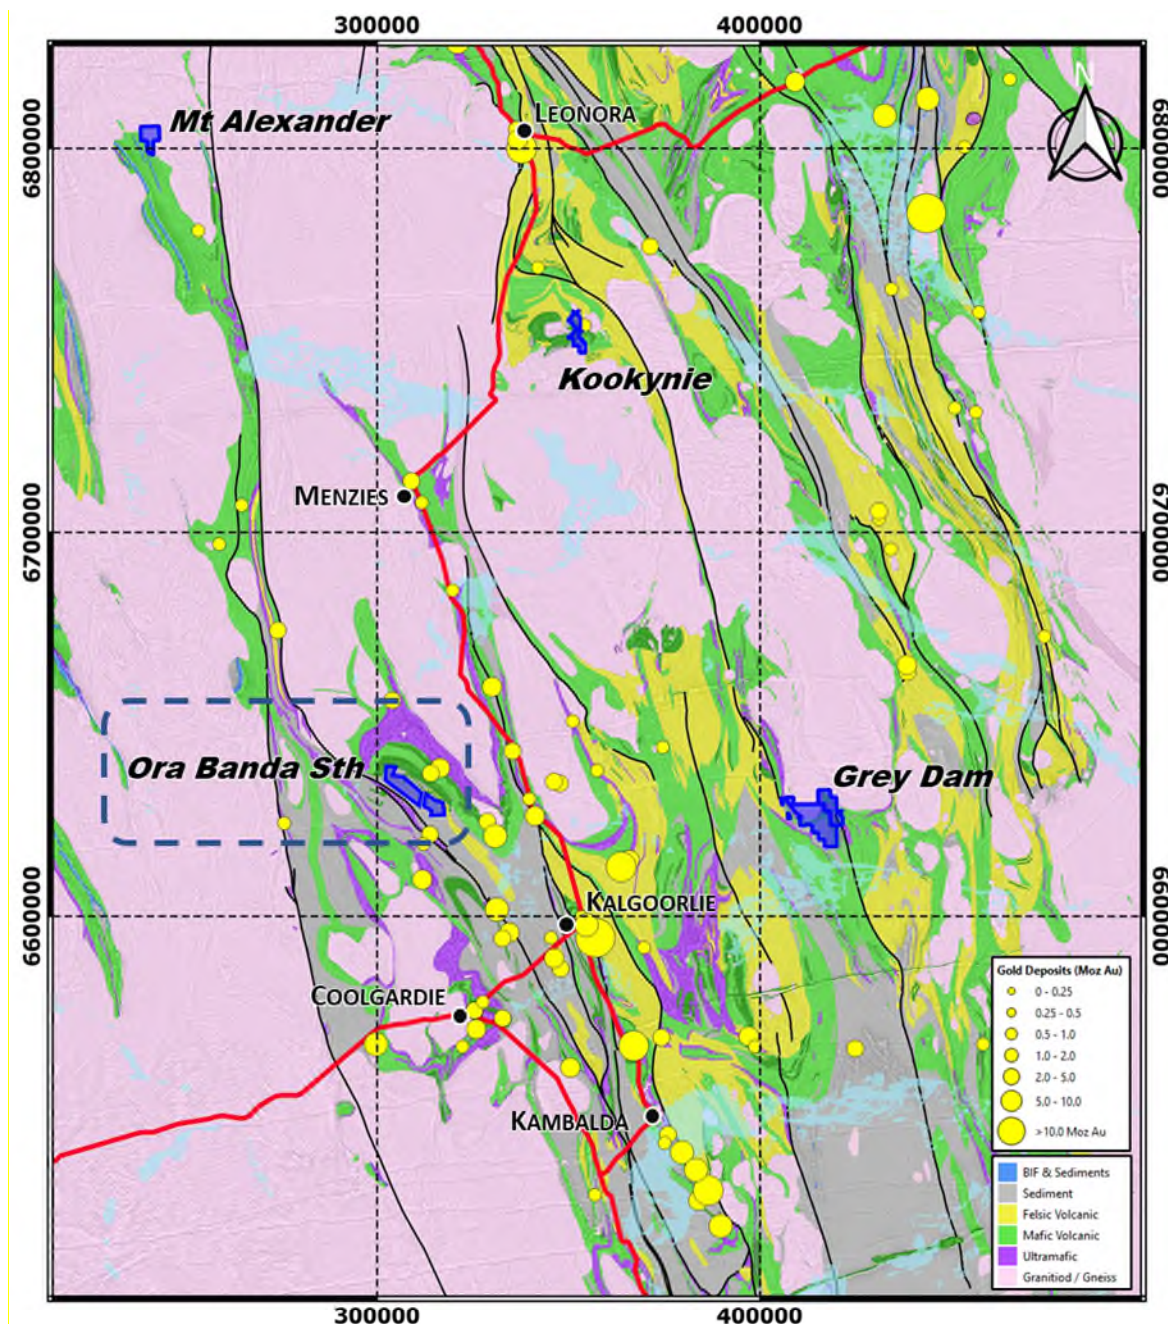 300000
400000
N
Mt Alexander
LEONORA
6800000
6800000
Kookynie
MENZIES
6700000
6700000
Ora Banda Sth
Grey Dam
KALGOORLIE
6600000
6600000
COOLGARDIE
KAMBALDA
Gold Deposits (Moz Au)
0 - 0.25
0.25 - 0.5
0.5 - 1.0
1.0 - 2.0
2.0 - 5.0
5.0 - 10.0
>10.0 Moz Au
BIF & Sediments
Sediment
Felsic Volcanic
Mafic Volcanic
Ultramafic
Granitiod / Gneiss
300000
400000